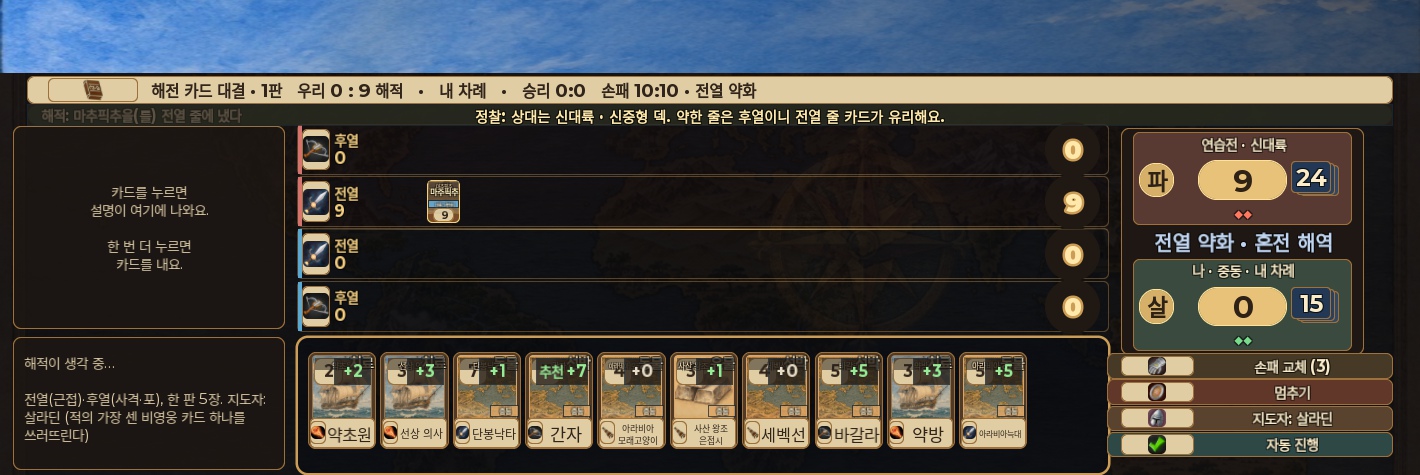 해전 카드 대결 • 1판 우리 0 : 9 해적 • 내 차례 • 승리 0:0 손패 10:10 • 전열 약화
해적: 마추픽추을(를) 전열 줄에 냈다
정찰: 상대는 신대륙 • 신중형 덱. 약한 줄은 후열이니 전열 줄 카드가 유리해요.
카드를 누르면
설명이 여기에 나와요.
한 번 더 누르면
카드를 내요.
후열
0
0
전열
9
마추픽추
9
9
전열
0
0
후열
0
0
연습전 • 신대륙
파
9
24
전열 약화 • 혼전 해역
나 • 중동 • 내 차례
살
0
15
해적이 생각 중...
전열(근접)·후열(사격·포), 한 판 5장. 지도자:
살라딘 (적의 가장 센 비영웅 카드 하나를
쓰러뜨린다)
2 +2
약초원
+3
선상 의사
+1
단봉낙타
추천 +7
간자
4 +0
아라비아
모래고양이
+1
사산 왕조
은접시
4 +0
세벡선
5 +5
바갈라
3 +3
약방
+5
아라비아늑대
손패 교체 (3)
멈추기
지도자: 살라딘
자동 진행